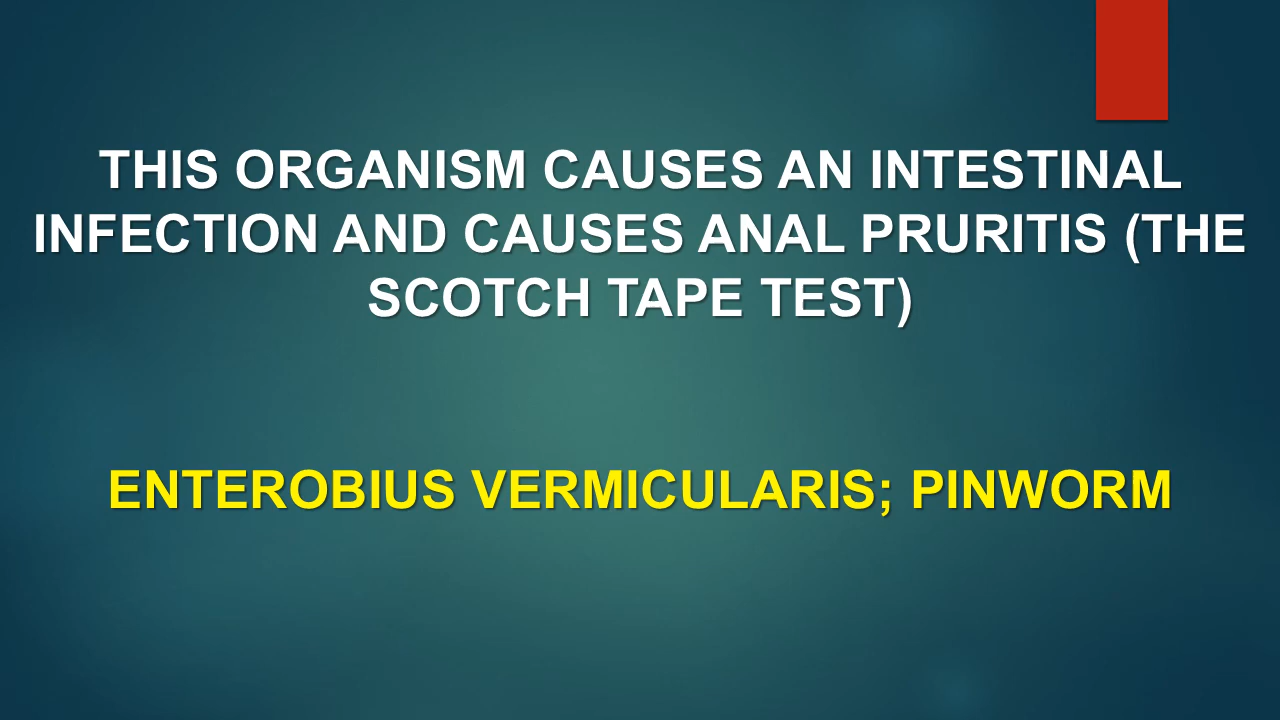 THIS ORGANISM CAUSES AN INTESTINAL
INFECTION AND CAUSES ANAL PRURITIS (THE
SCOTCH TAPE TEST)
ENTEROBIUS VERMICULARIS; PINWORM